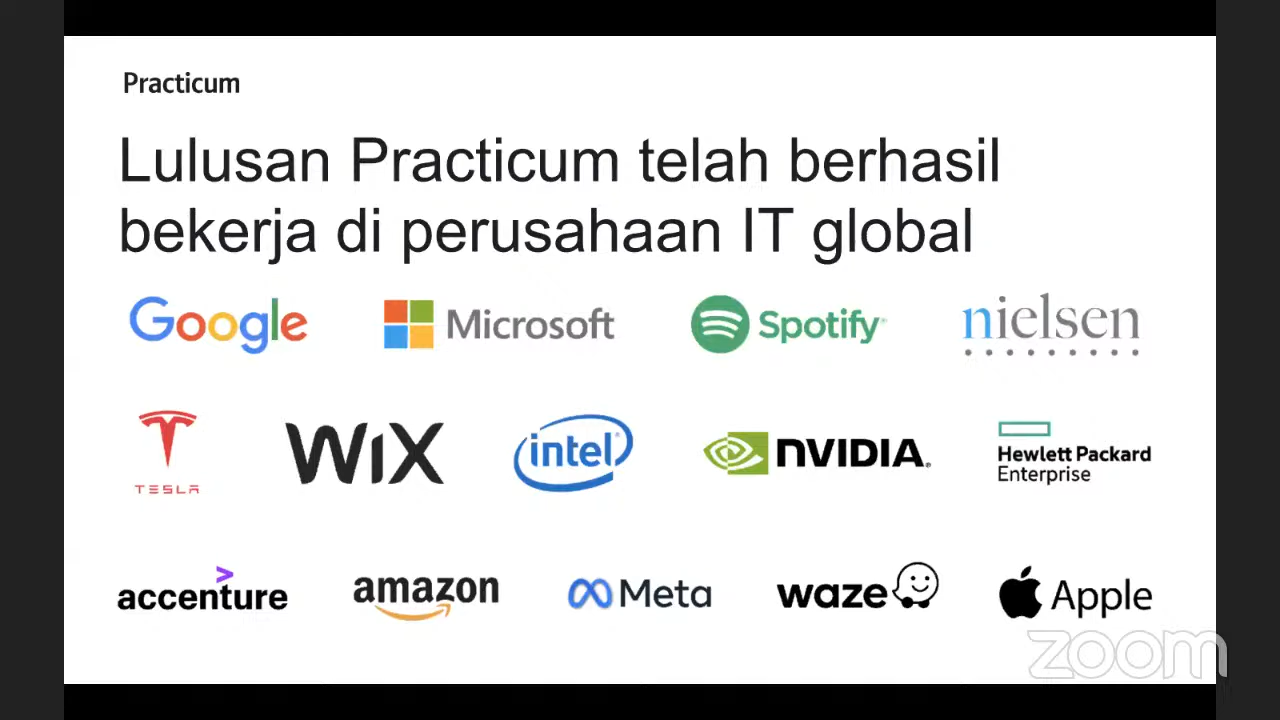 Practicum
Lulusan Practicum telah berhasil
bekerja di perusahaan IT global
Google Microsoft Spotify nielsen
TESLA WiX intel NVIDIA Hewlett Packard
Enterprise
accenture amazon Meta waze Apple
zoom